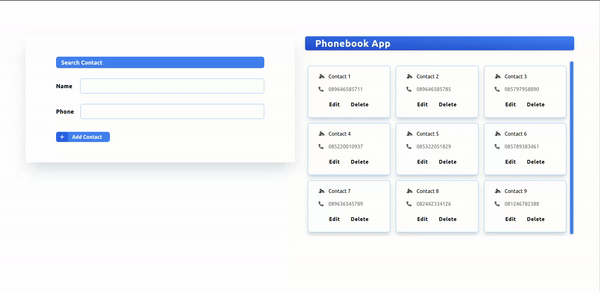 Search Contact
Name
Phone
+ Add Contact
Phonebook App
Contact 1
089646585711
Edit Delete
Contact 2
089646585785
Edit Delete
Contact 3
085797958890
Edit Delete
Contact 4
085220010937
Edit Delete
Contact 5
085322051829
Edit Delete
Contact 6
085789383461
Edit Delete
Contact 7
089636545789
Edit Delete
Contact 8
082442334126
Edit Delete
Contact 9
081246782388
Edit Delete